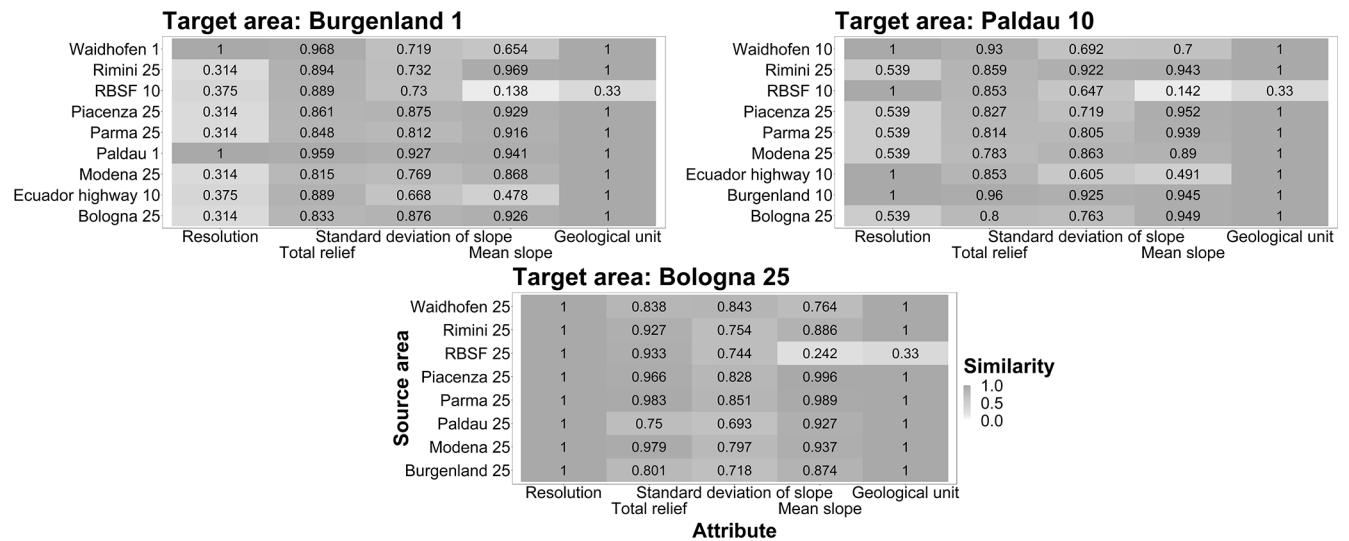 Target area: Burgenland 1
Waidhofen 1 1 0.968 0.719 0.654 1
Rimini 25 0.314 0.894 0.732 0.969 1
RBSF 10 0.375 0.889 0.73 0.138 0.33
Piacenza 25 0.314 0.861 0.875 0.929 1
Parma 25 0.314 0.848 0.812 0.916 1
Paldau 1 1 0.959 0.927 0.941 1
Modena 25 0.314 0.815 0.769 0.868 1
Ecuador highway 10 0.375 0.889 0.668 0.478 1
Bologna 25 0.314 0.833 0.876 0.926 1
Resolution Standard deviation of slope Geological unit
Total relief Mean slope
Target area: Paldau 10
Waidhofen 10 1 0.93 0.692 0.7 1
Rimini 25 0.539 0.859 0.922 0.943 1
RBSF 10 1 0.853 0.647 0.142 0.33
Piacenza 25 0.539 0.827 0.719 0.952 1
Parma 25 0.539 0.814 0.805 0.939 1
Modena 25 0.539 0.783 0.863 0.89 1
Ecuador highway 10 1 0.853 0.605 0.491 1
Burgenland 10 1 0.96 0.925 0.945 1
Bologna 25 0.539 0.8 0.763 0.949 1
Resolution Standard deviation of slope Geological unit
Total relief Mean slope
Target area: Bologna 25
Source area
Waidhofen 25 1 0.838 0.843 0.764 1
Rimini 25 1 0.927 0.754 0.886 1
RBSF 25 1 0.933 0.744 0.242 0.33
Piacenza 25 1 0.966 0.828 0.996 1
Parma 25 1 0.983 0.851 0.989 1
Paldau 25 1 0.75 0.693 0.927 1
Modena 25 1 0.979 0.797 0.937 1
Burgenland 25 1 0.801 0.718 0.874 1
Resolution Standard deviation of slope Geological unit
Total relief Mean slope
Attribute
Similarity
1.0
0.5
0.0